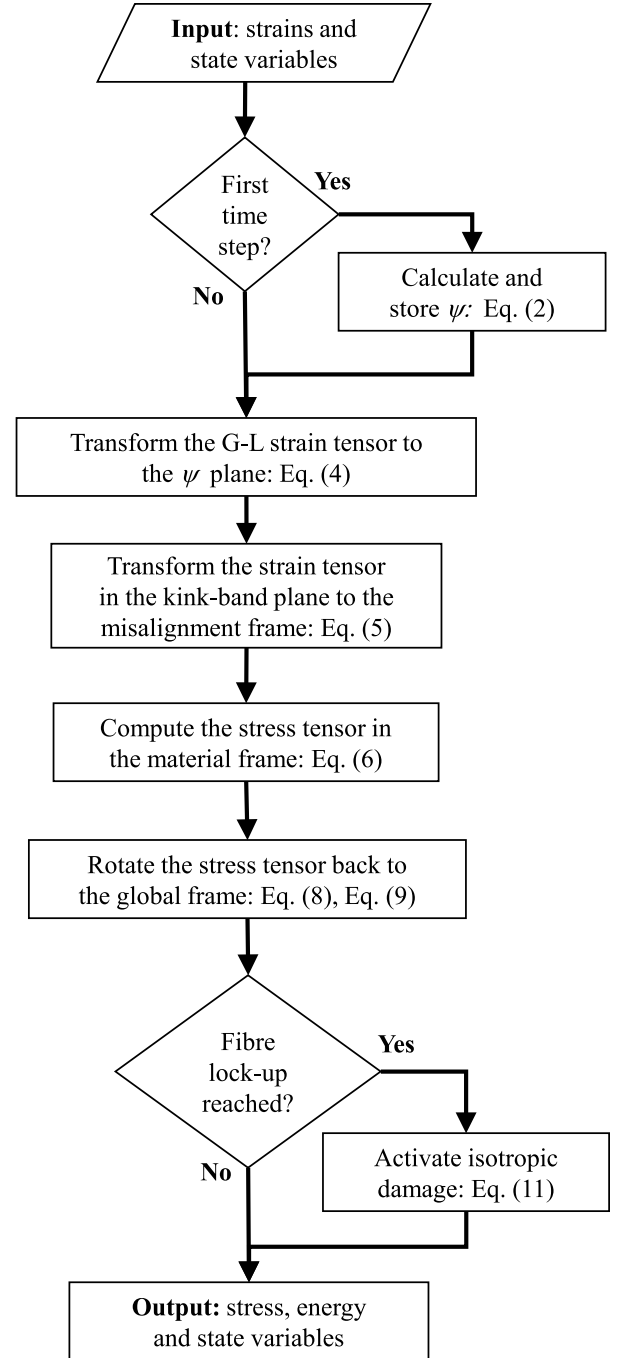 Input: strains and
state variables
First
time
step?
Yes
No
Calculate and
store ψ: Eq. (2)
Transform the G-L strain tensor to
the ψ plane: Eq. (4)
Transform the strain tensor
in the kink-band plane to the
misalignment frame: Eq. (5)
Compute the stress tensor in
the material frame: Eq. (6)
Rotate the stress tensor back to
the global frame: Eq. (8), Eq. (9)
Fibre
lock-up
reached?
Yes
No
Activate isotropic
damage: Eq. (11)
Output: stress, energy
and state variables